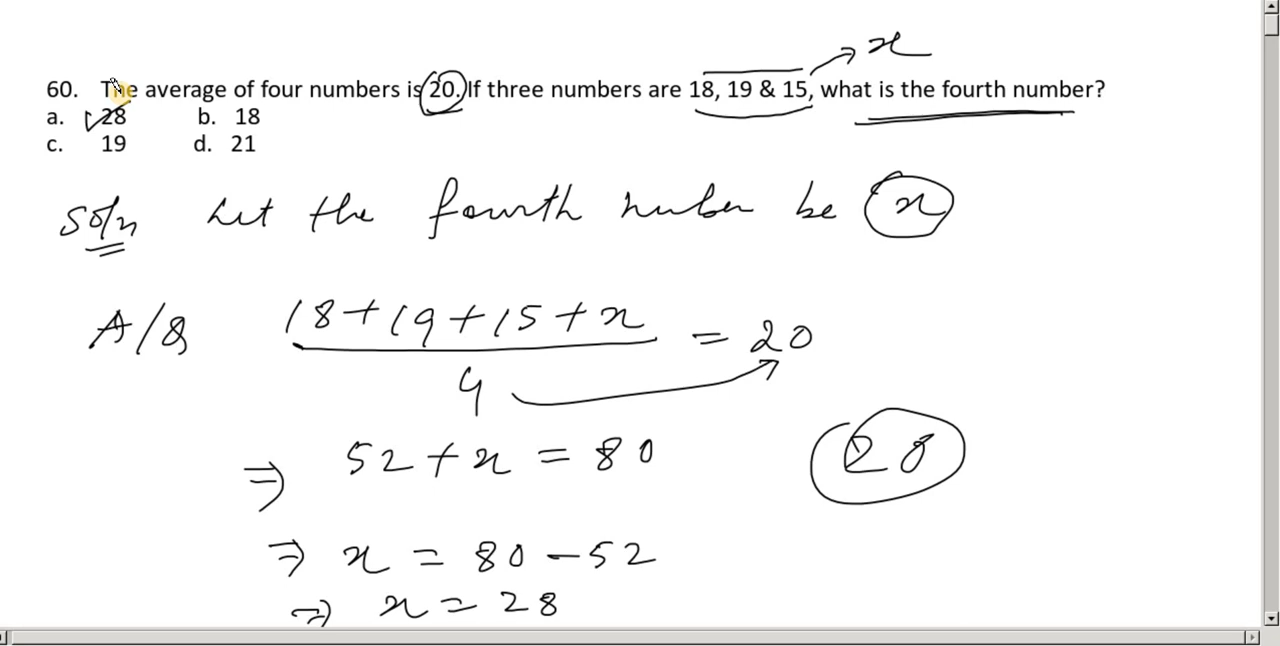 x
60. The average of four numbers is 20. If three numbers are 18, 19 & 15, what is the fourth number?
a. 28 b. 18
c. 19 d. 21
Soln Let the fourth number be x
A/Q 18+19+15+x = 20
4
⇒ 52+x = 80
28
⇒ x = 80-52
⇒ x = 28